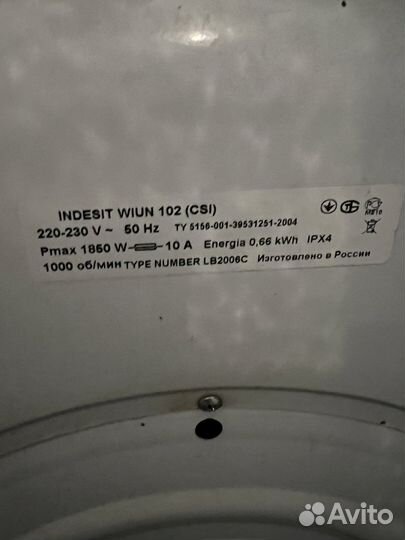 INDESIT WIUN 102 (CSI)
220-230 V ~ 50 Hz TY 5156-001-39531251-2004
Pmax 1850 W 10 A Energia 0,66 kWh IPX4
1000 об/мин TYPE NUMBER LB2006C Изготовлено в России
Avito